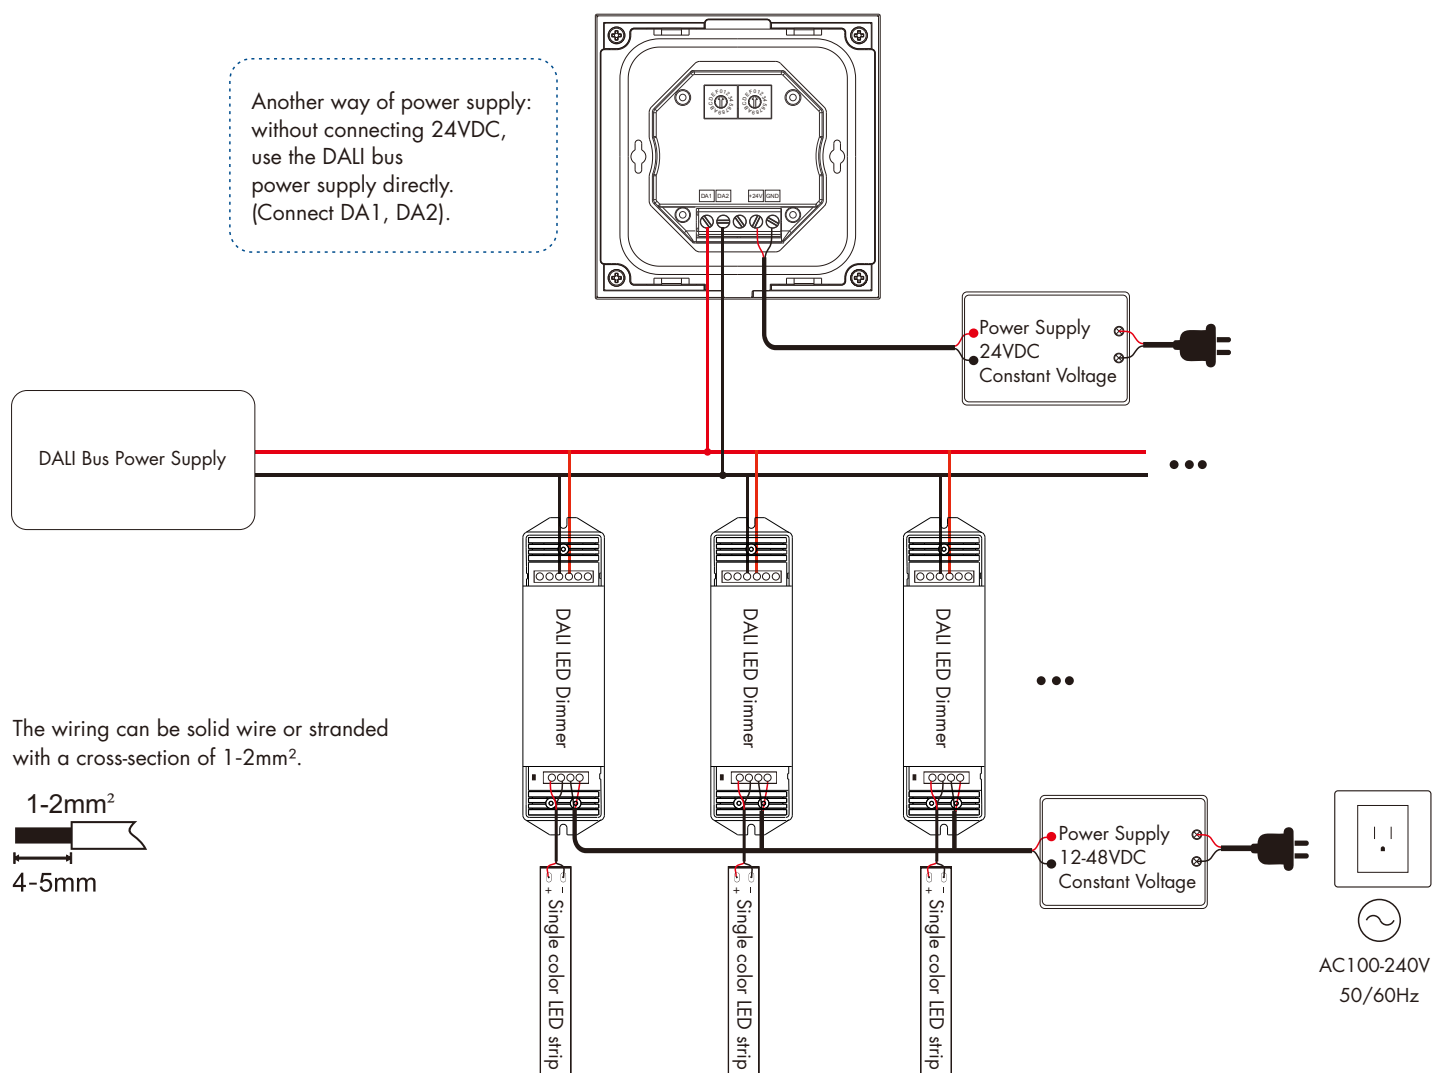 Another way of power supply:
without connecting 24VDC,
use the DALI bus
power supply directly.
(Connect DA1, DA2).
DA1 DA2 +24V GND
Power Supply
24VDC
Constant Voltage
DALI Bus Power Supply
DALI LED Dimmer
DALI LED Dimmer
DALI LED Dimmer
The wiring can be solid wire or stranded
with a cross-section of 1-2mm².
1-2mm²
4-5mm
Power Supply
12-48VDC
Constant Voltage
+ –
Single color LED strip
+ –
Single color LED strip
+ –
Single color LED strip
AC100-240V
50/60Hz